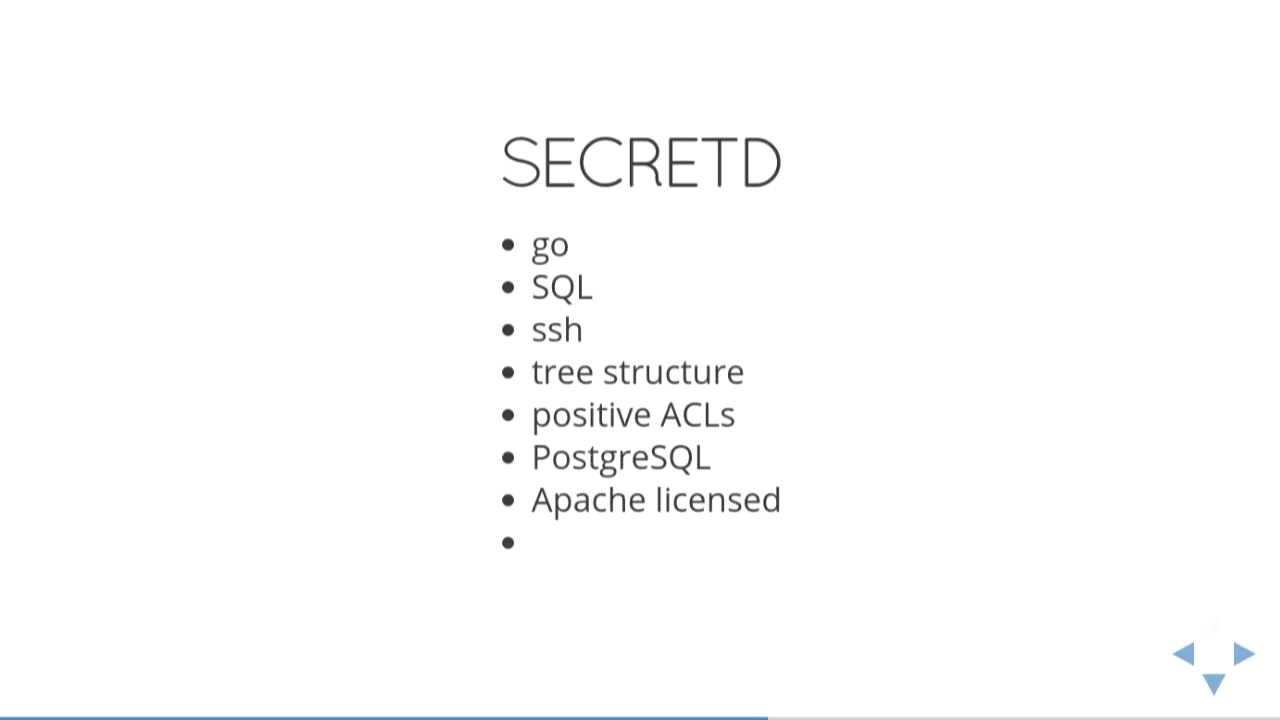 SECRETD
go
SQL
ssh
tree structure
positive ACLs
PostgreSQL
Apache licensed